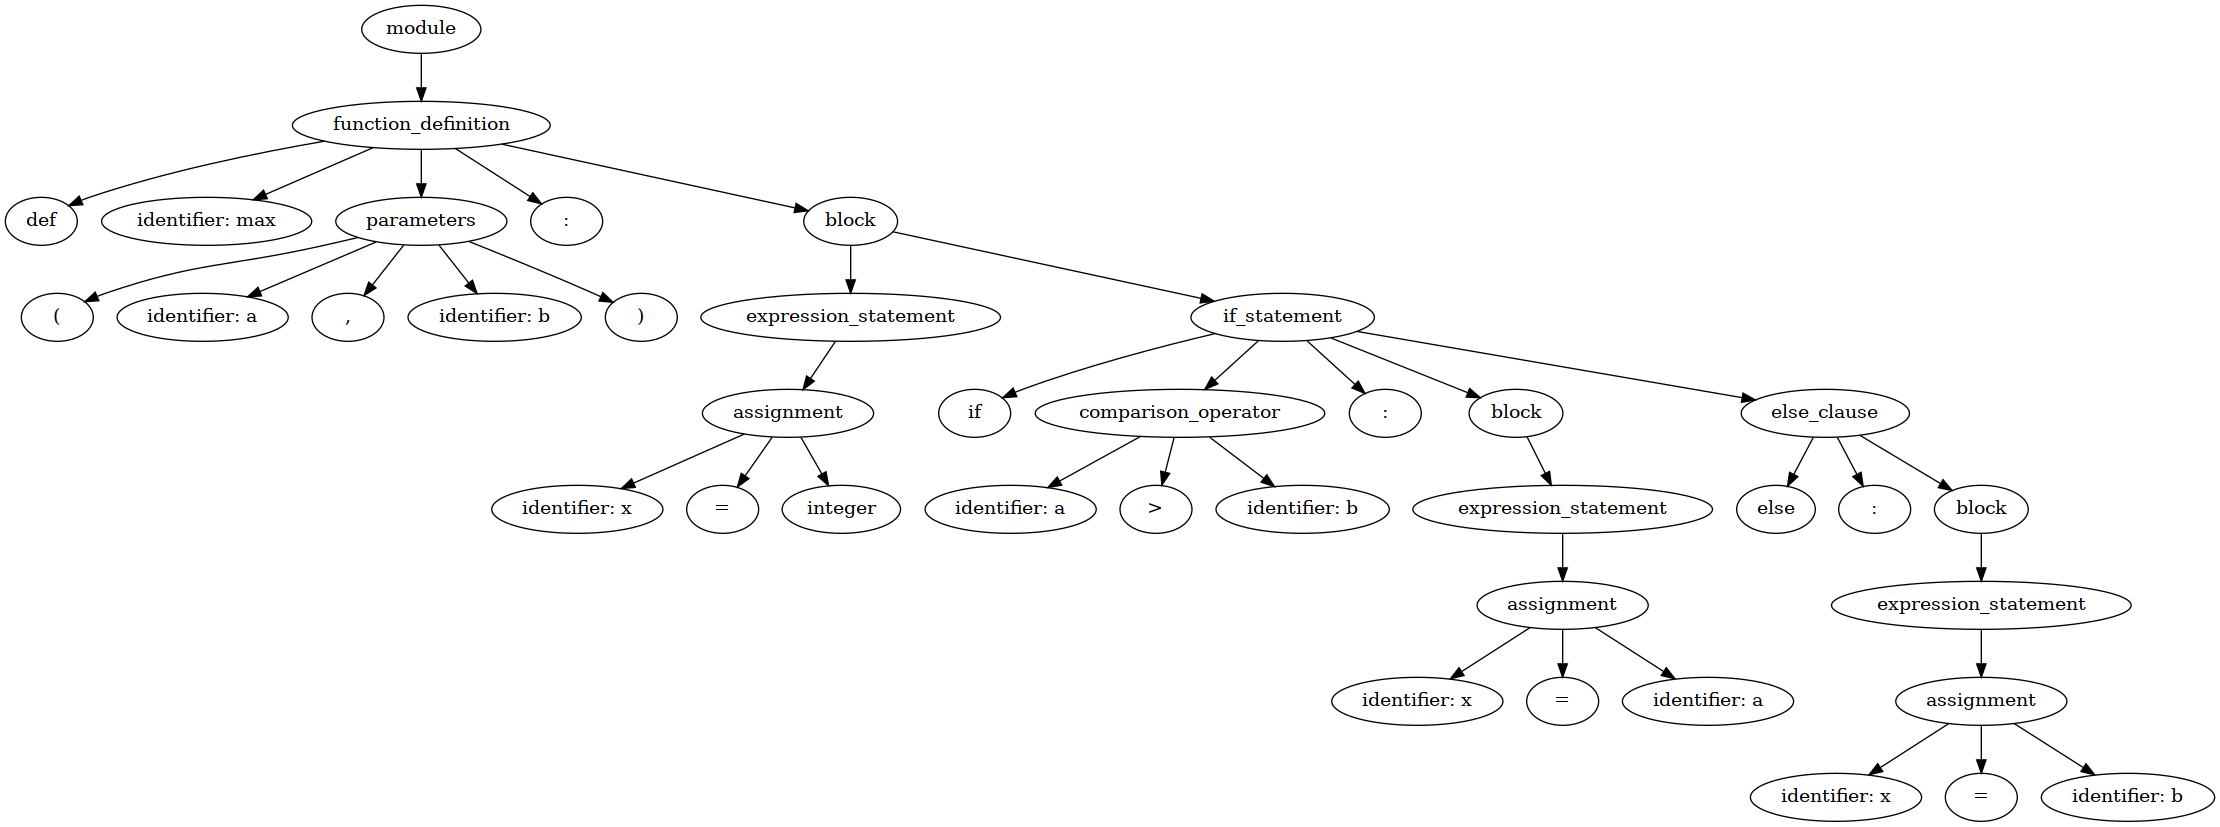 module
function_definition
def
identifier: max
parameters
:
block
(
identifier: a
,
identifier: b
)
expression_statement
if_statement
assignment
if
comparison_operator
:
block
else_clause
identifier: x
=
integer
identifier: a
>
identifier: b
expression_statement
else
:
block
assignment
expression_statement
identifier: x
=
identifier: a
assignment
identifier: x
=
identifier: b